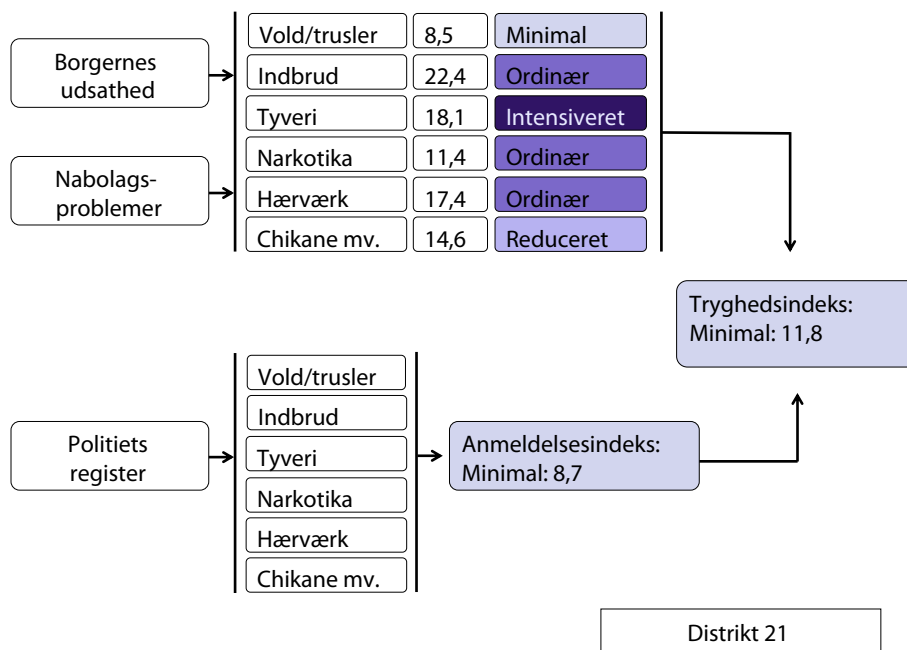 Borgernes
udsathed
Nabolags-
problemer
Vold/trusler 8,5 Minimal
Indbrud 22,4 Ordinær
Tyveri 18,1 Intensiveret
Narkotika 11,4 Ordinær
Hærværk 17,4 Ordinær
Chikane mv. 14,6 Reduceret
Tryghedsindeks:
Minimal: 11,8
Politiets
register
Vold/trusler
Indbrud
Tyveri
Narkotika
Hærværk
Chikane mv.
Anmeldelsesindeks:
Minimal: 8,7
Distrikt 21